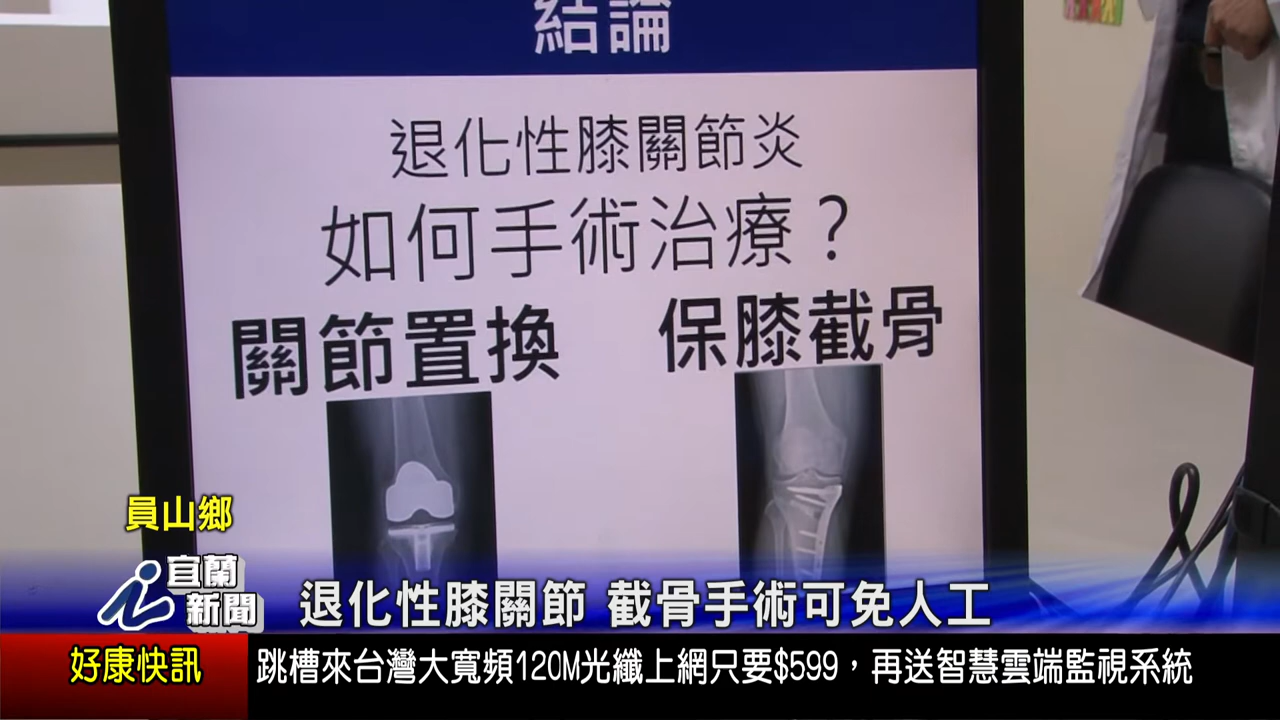 結論
退化性膝關節炎
如何手術治療？
關節置換
保膝截骨
員山鄉
宜蘭
新聞
退化性膝關節 截骨手術可免人工
好康快訊
跳槽來台灣大寬頻120M光纖上網只要$599，再送智慧雲端監視系統